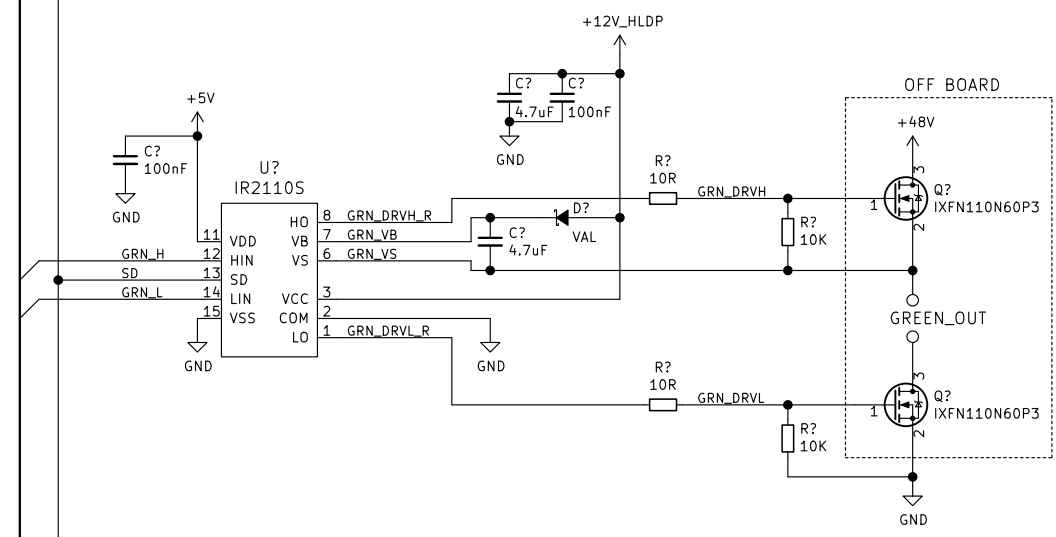 +12V_HLDP
C?
4.7uF
C?
100nF
GND
OFF BOARD
+48V
+5V
C?
100nF
GND
U?
IR2110S
R?
10R
GRN_DRVH
1
3
2
Q?
IXFN110N60P3
R?
10K
HO 8 GRN_DRVH_R
D?
VAL
C?
4.7uF
11 VDD
VB 7 GRN_VB
GRN_H 12 HIN
VS 6 GRN_VS
SD 13 SD
GRN_L 14 LIN
VCC 3
15 VSS
COM 2
LO 1 GRN_DRVL_R
GND
GND
GREEN_OUT
R?
10R
GRN_DRVL
1
3
2
Q?
IXFN110N60P3
R?
10K
GND